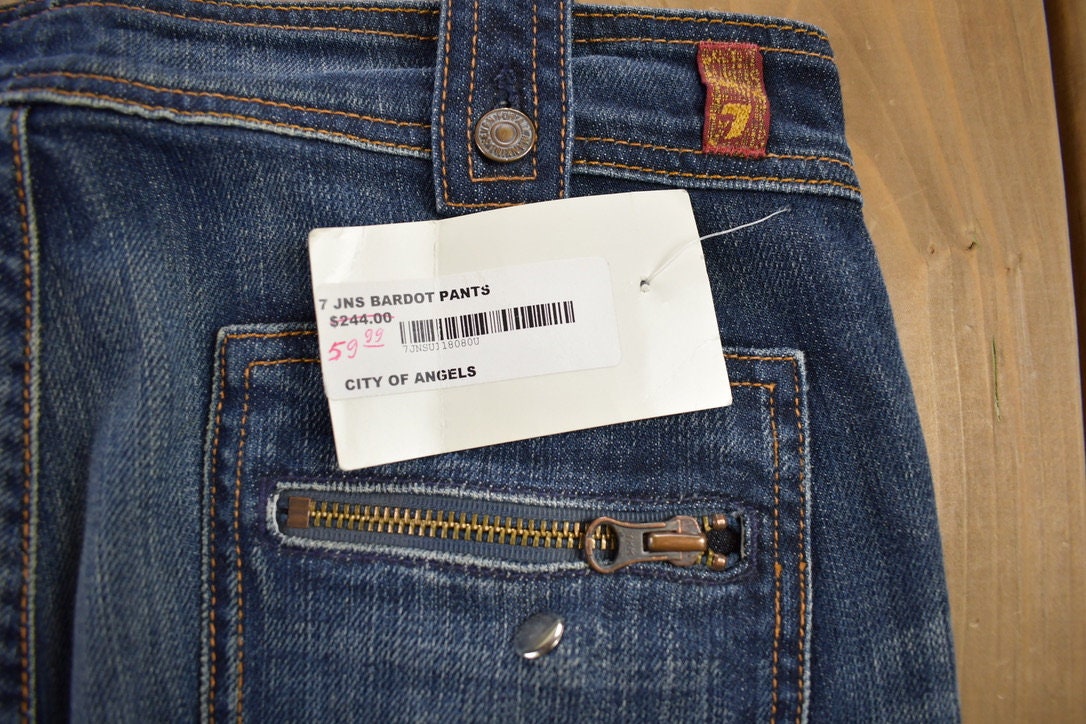 7
7 JNS BARDOT PANTS
$244.00
59 99
7JNSU118080U
CITY OF ANGELS